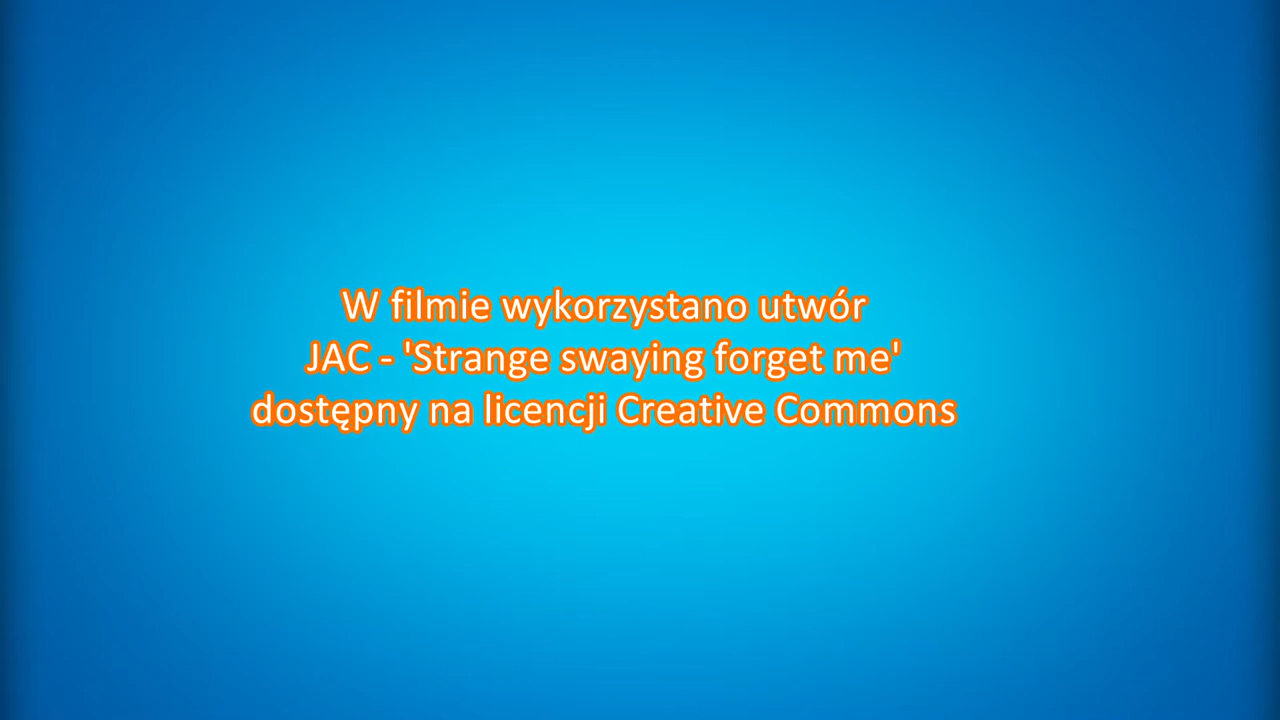 W filmie wykorzystano utwór
JAC - 'Strange swaying forget me'
dostępny na licencji Creative Commons